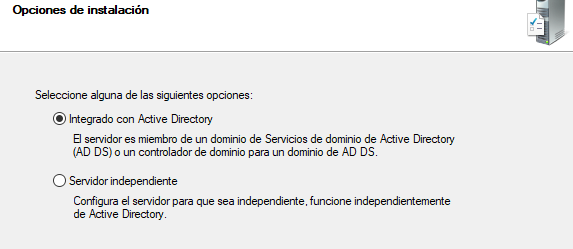 Opciones de instalación
Seleccione alguna de las siguientes opciones:
Integrado con Active Directory
El servidor es miembro de un dominio de Servicios de dominio de Active Directory
(AD DS) o un controlador de dominio para un dominio de AD DS.
Servidor independiente
Configura el servidor para que sea independiente, funcione independientemente
de Active Directory.